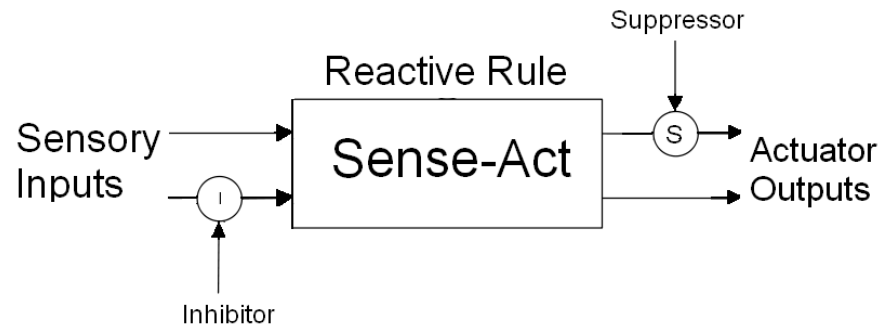 Suppressor
Reactive Rule
Sensory
Inputs
Sense-Act
S
Actuator
Outputs
I
Inhibitor